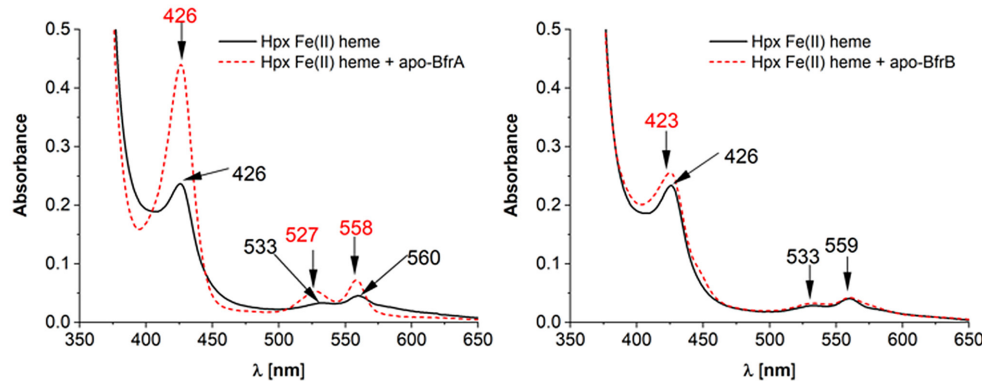 426
0.5
0.4
0.3
0.2
0.1
0.0
Absorbance
Hpx Fe(II) heme
Hpx Fe(II) heme + apo-BfrA
426
533
527
558
560
350 400 450 500 550 600 650
λ [nm]
0.5
0.4
0.3
0.2
0.1
0.0
Absorbance
Hpx Fe(II) heme
Hpx Fe(II) heme + apo-BfrB
423
426
533
559
350 400 450 500 550 600 650
λ [nm]